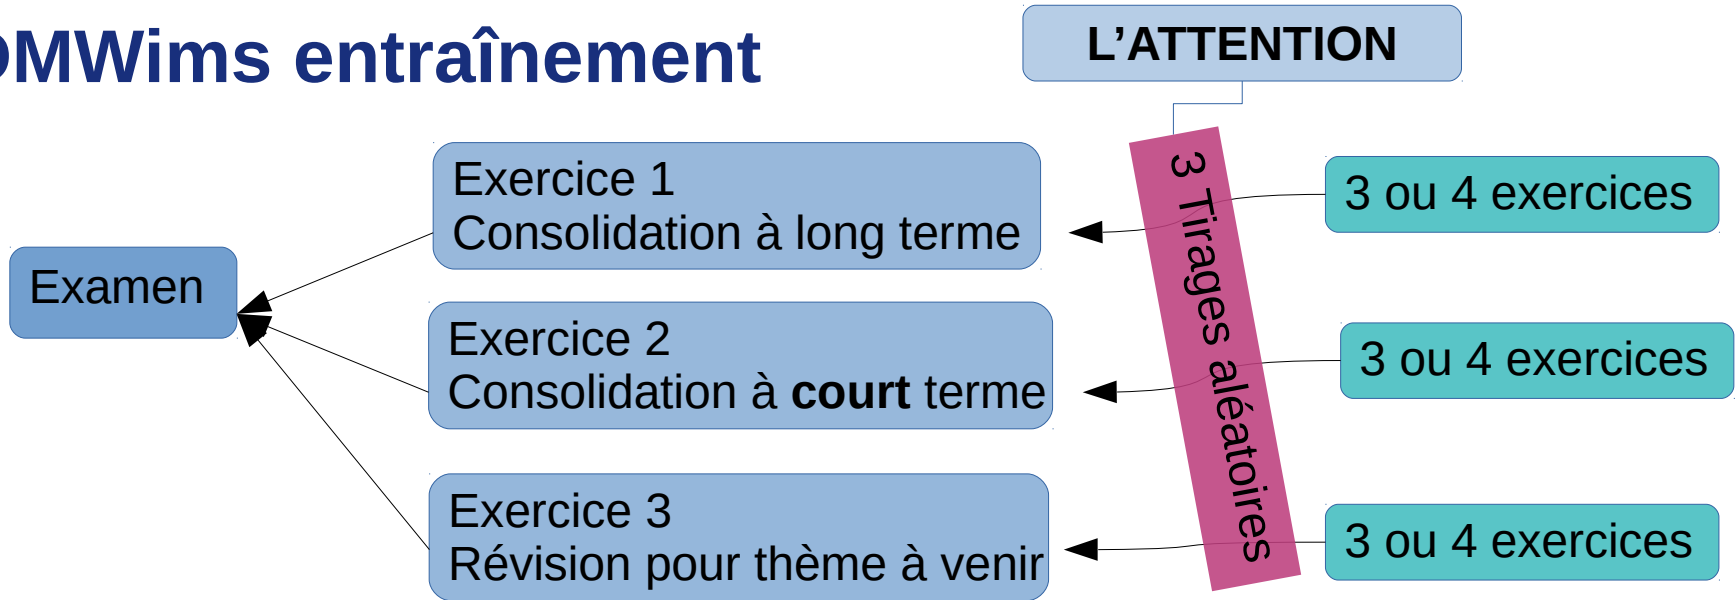 DMWims entraînement
L’ATTENTION
Exercice 1
Consolidation à long terme
3 Tirages aléatoires
3 ou 4 exercices
Examen
Exercice 2
Consolidation à court terme
3 ou 4 exercices
Exercice 3
Révision pour thème à venir
3 ou 4 exercices